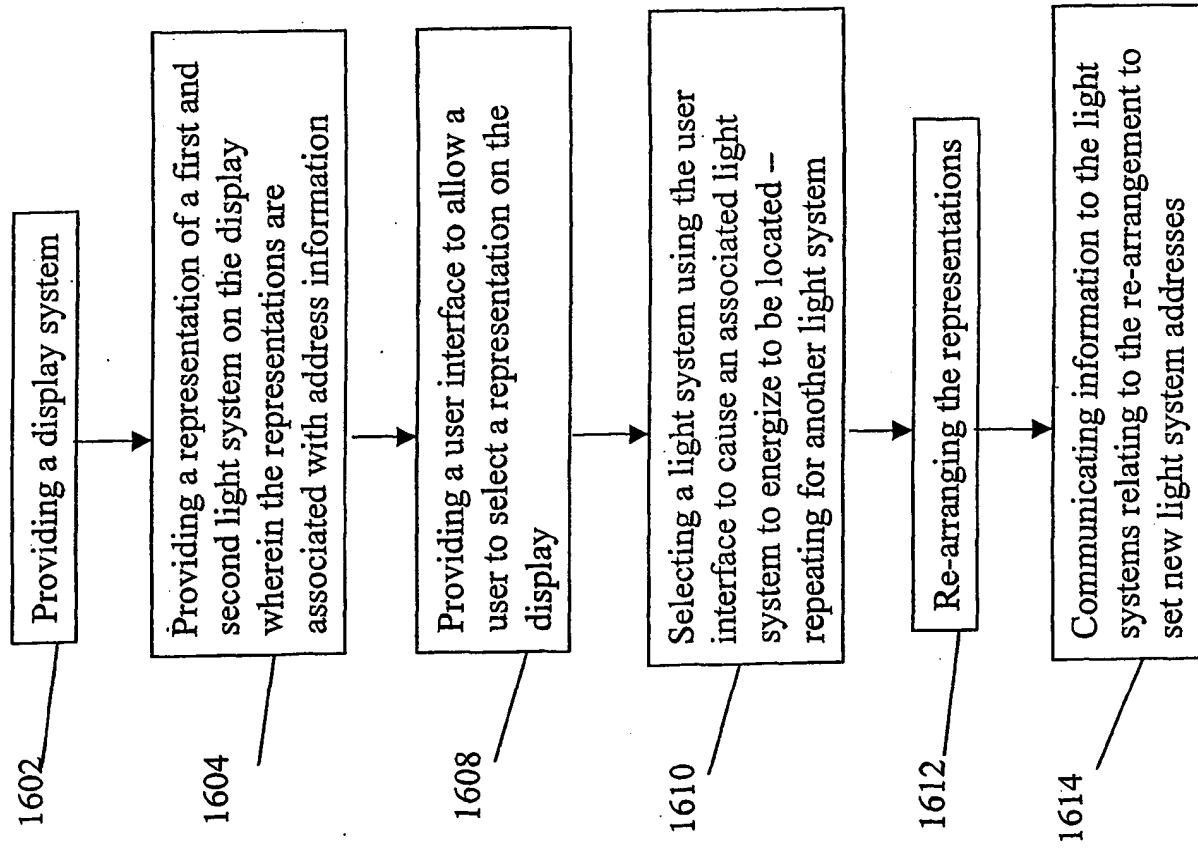 1602
Providing a display system
1604
Providing a representation of a first and
second light system on the display
wherein the representations are
associated with address information
1608
Providing a user interface to allow a
user to select a representation on the
display
1610
Selecting a light system using the user
interface to cause an associated light
system to energize to be located –
repeating for another light system
1612
Re-arranging the representations
1614
Communicating information to the light
systems relating to the re-arrangement to
set new light system addresses